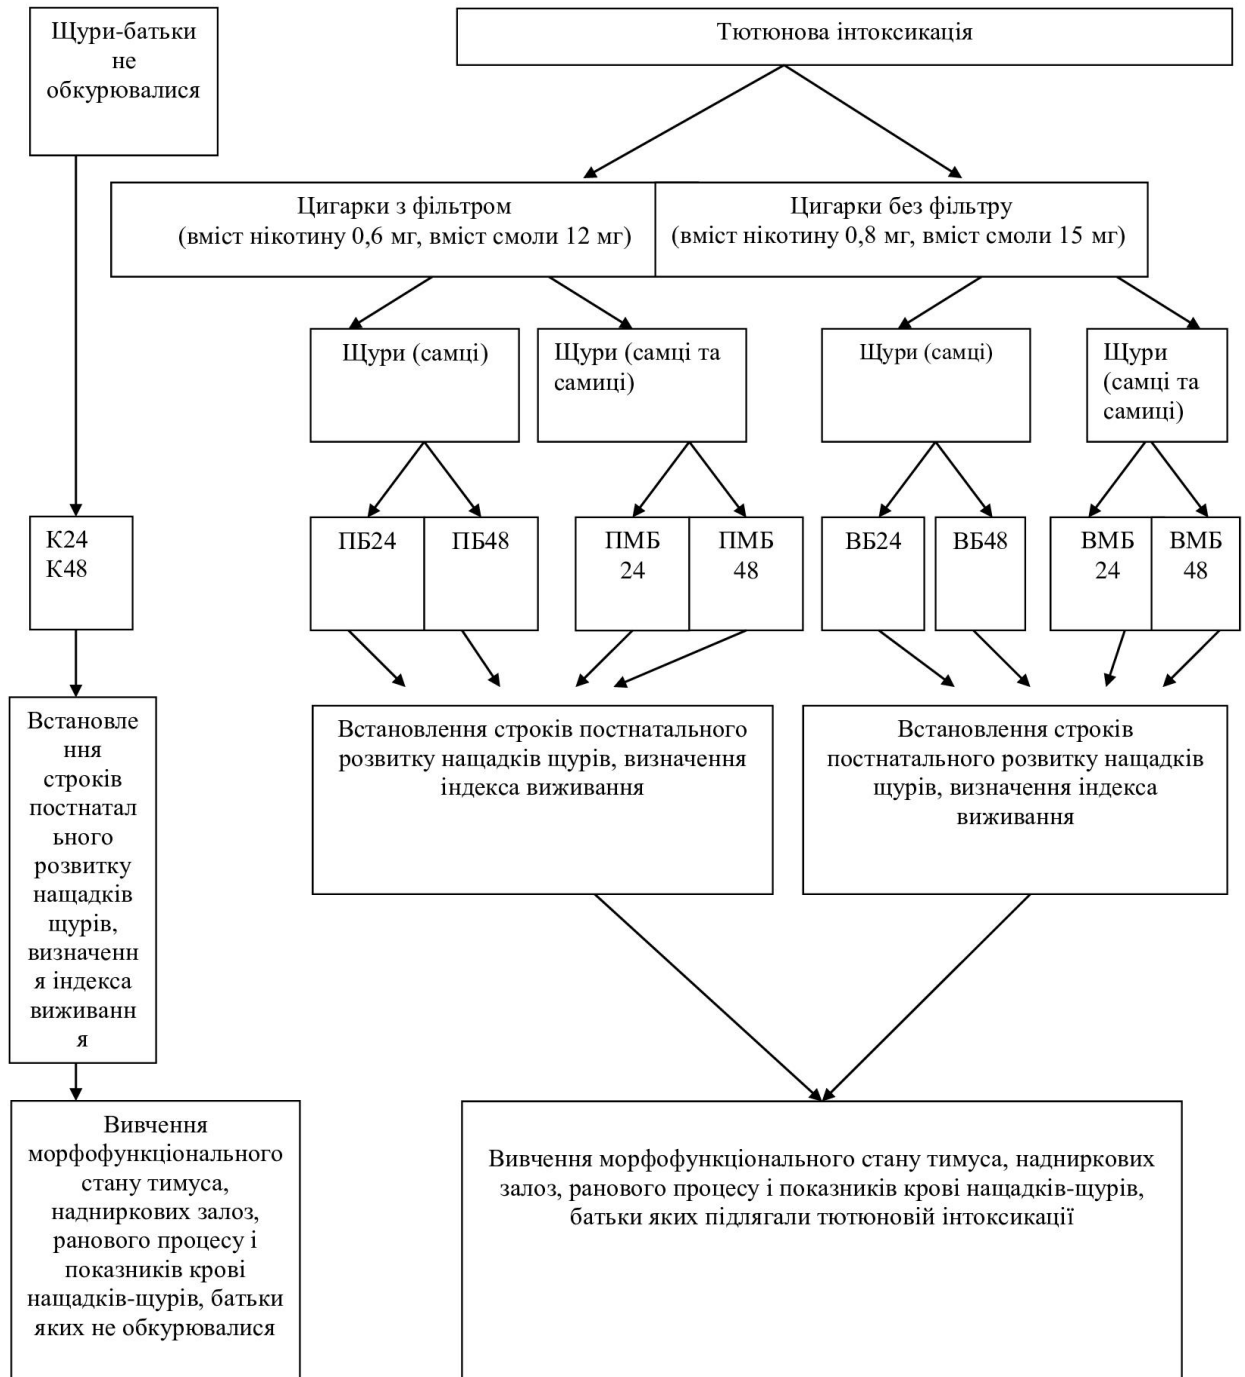 Щури-батьки
не
обкурювалися
Тютюнова інтоксикація
Цигарки з фільтром
(вміст нікотину 0,6 мг, вміст смоли 12 мг)
Цигарки без фільтру
(вміст нікотину 0,8 мг, вміст смоли 15 мг)
Щури (самці)
Щури (самці та
самиці)
Щури (самці)
Щури
(самці та
самиці)
К24
К48
ПБ24
ПБ48
ПМБ
24
ПМБ
48
ВБ24
ВБ48
ВМБ
24
ВМБ
48
Встановле
ння
строків
постнатал
ьного
розвитку
нащадків
щурів,
визначенн
я індекса
виживанн
я
Встановлення строків постнатального
розвитку нащадків щурів, визначення
індекса виживання
Встановлення строків
постнатального розвитку нащадків
щурів, визначення індекса
виживання
Вивчення
морфофункціонального
стану тимуса,
надниркових залоз,
ранового процесу і
показників крові
нащадків-щурів, батьки
яких не обкурювалися
Вивчення морфофункціонального стану тимуса, надниркових
залоз, ранового процесу і показників крові нащадків-щурів,
батьки яких підлягали тютюновій інтоксикації